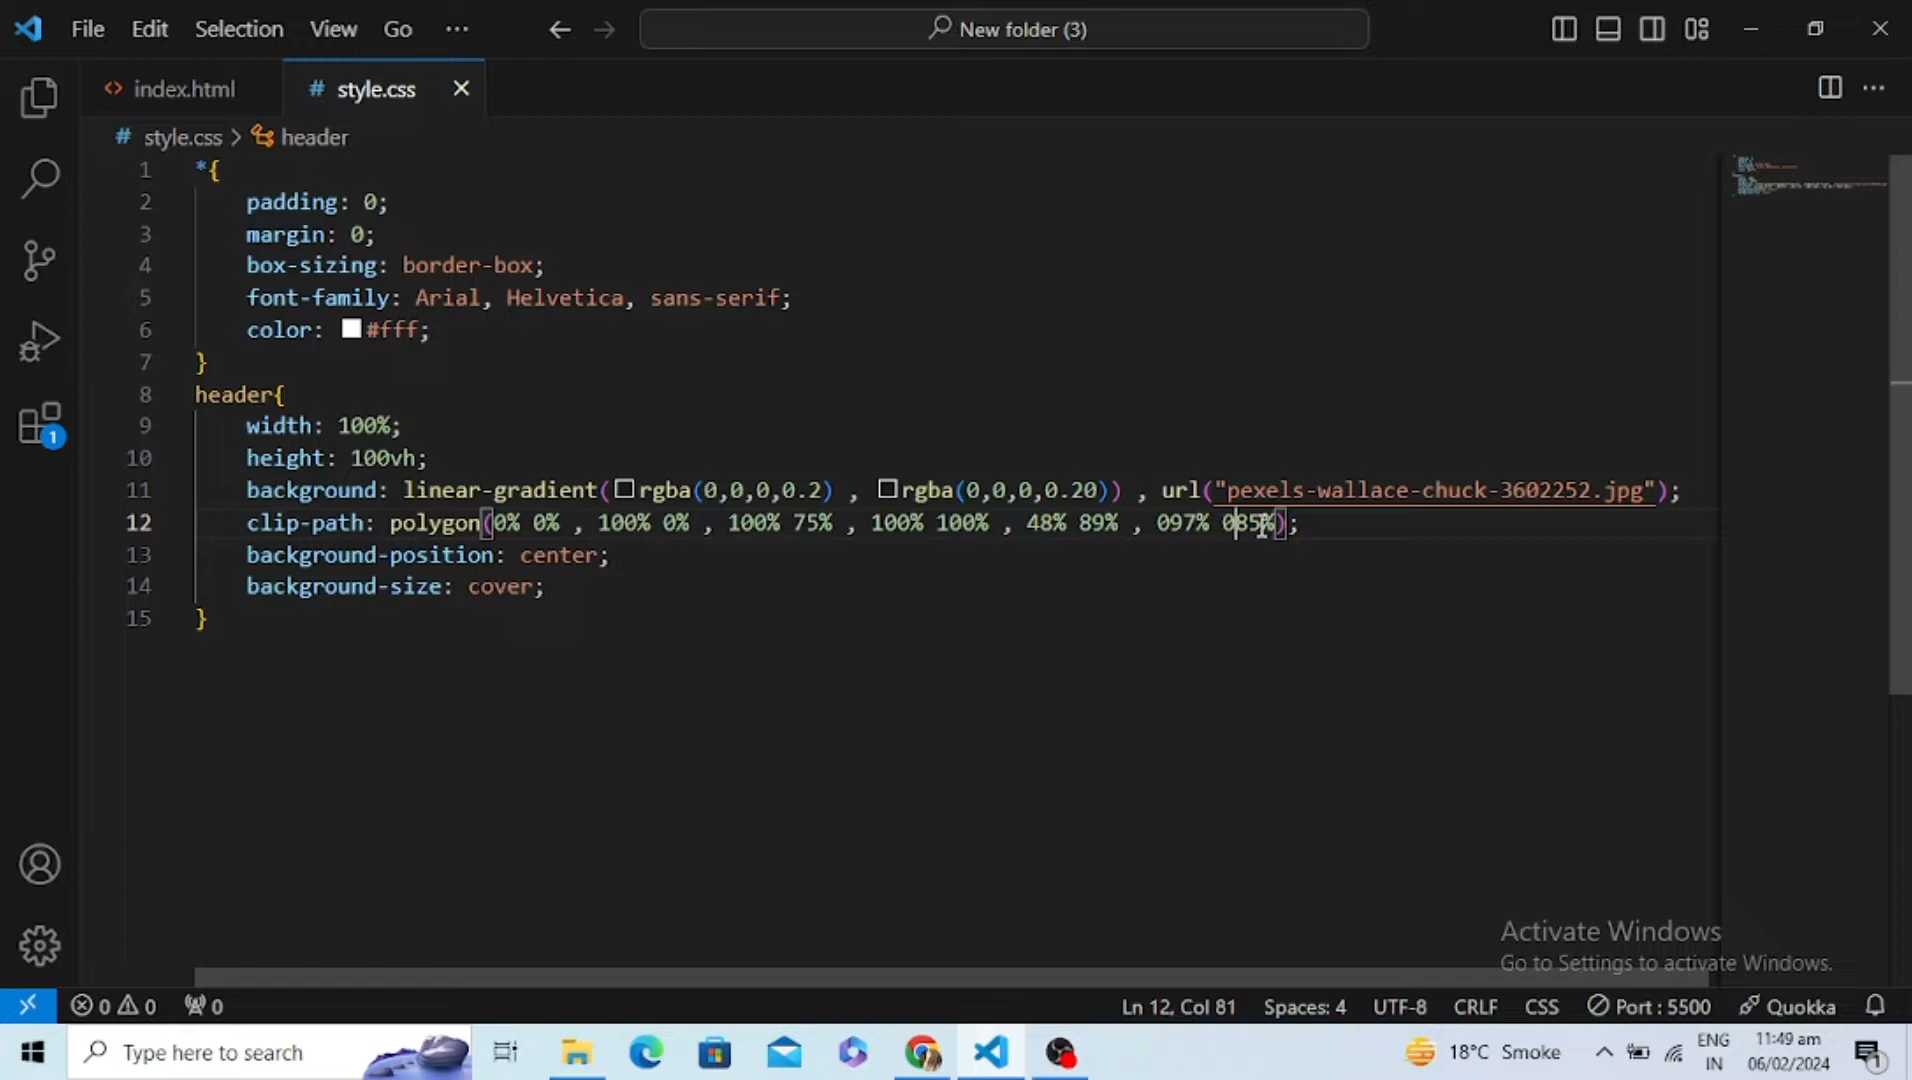 File Edit Selection View Go ··· New folder (3)
index.html style.css
# style.css > header
1 *{
2 padding: 0;
3 margin: 0;
4 box-sizing: border-box;
5 font-family: Arial, Helvetica, sans-serif;
6 color: #fff;
7 }
8 header{
9 width: 100%;
10 height: 100vh;
11 background: linear-gradient(rgba(0,0,0,0.2) , rgba(0,0,0,0.20)) , url("pexels-wallace-chuck-3602252.jpg");
12 clip-path: polygon(0% 0% , 100% 0% , 100% 75% , 100% 100% , 48% 89% , 097% 085%);
13 background-position: center;
14 background-size: cover;
15 }
1
Activate Windows
Go to Settings to activate Windows.
0 0 0 Ln 12, Col 81 Spaces: 4 UTF-8 CRLF CSS Port : 5500 Quokka
Type here to search 18°C Smoke ENG 11:49 am
IN 06/02/2024 1